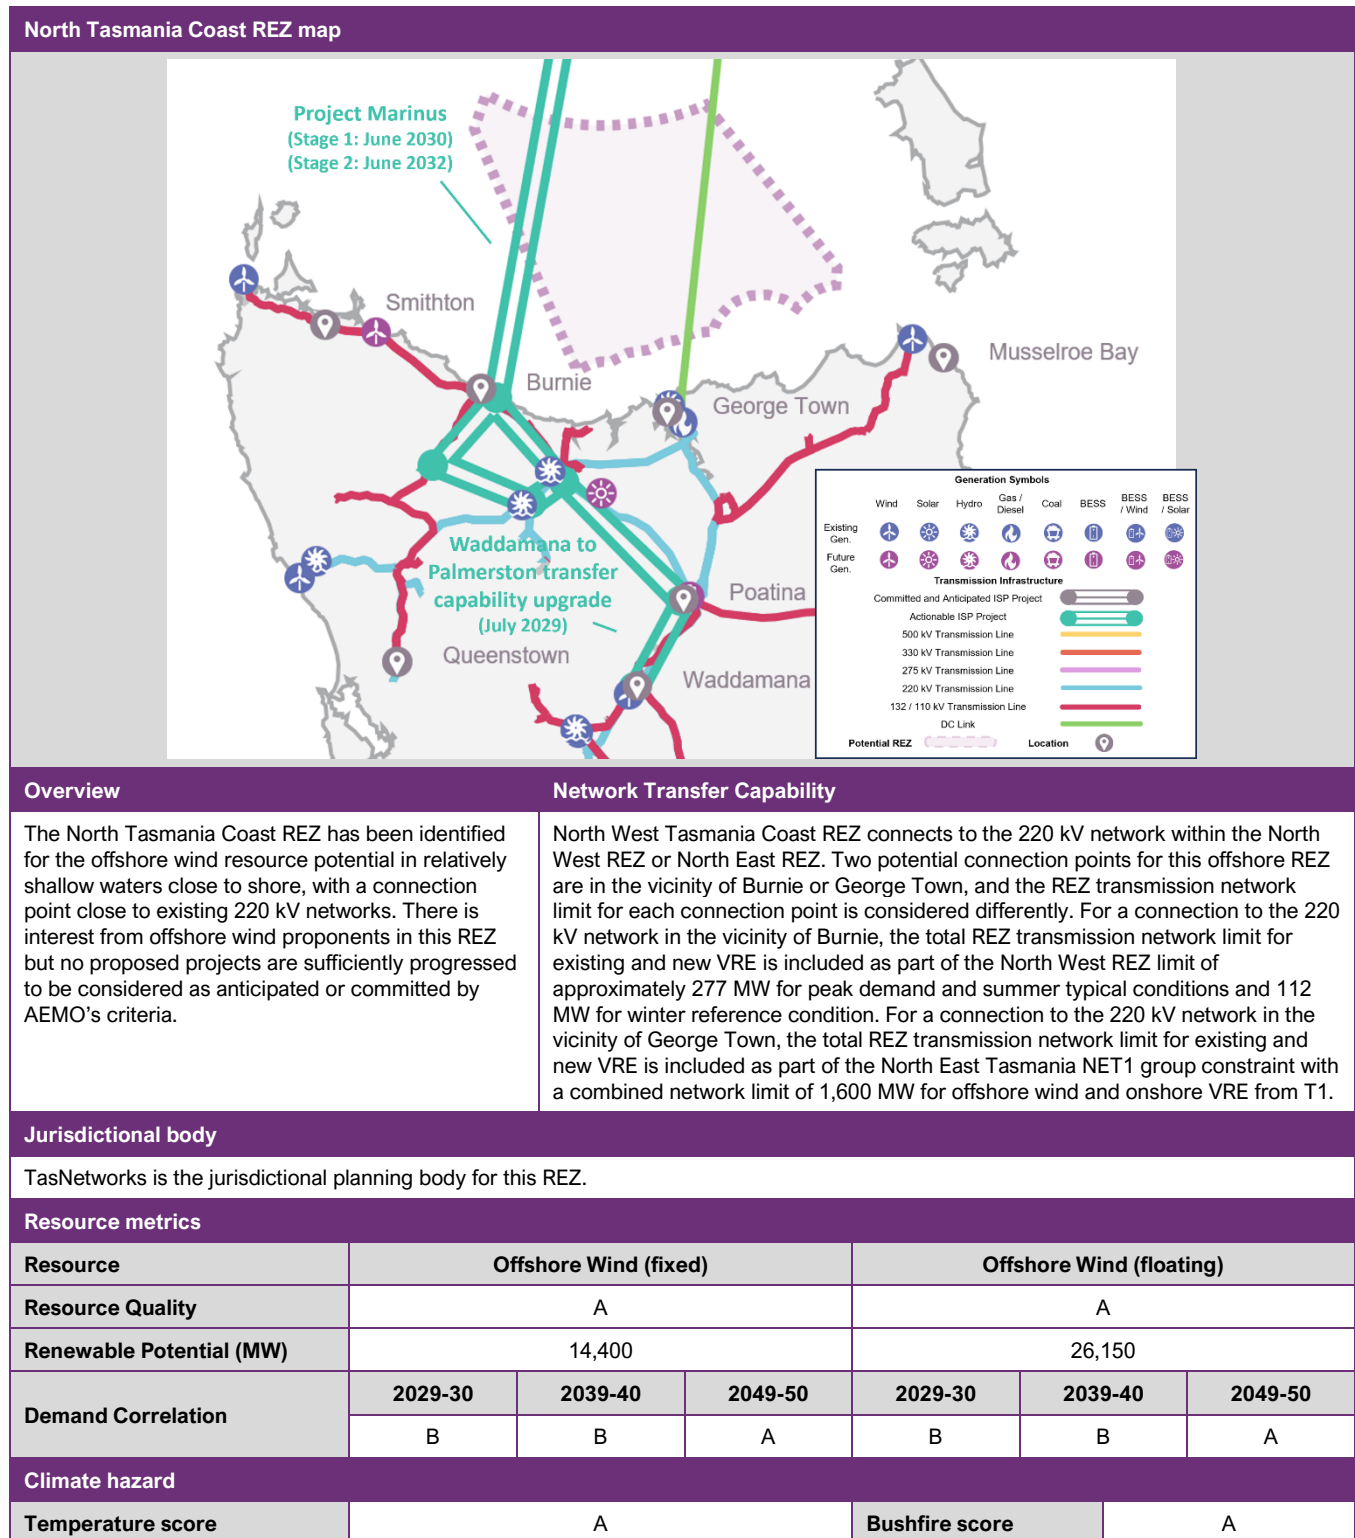 North Tasmania Coast REZ map
Project Marinus
(Stage 1: June 2030)
(Stage 2: June 2032)
Smithton
Burnie
Musselroe Bay
George Town
Waddamana to
Palmerston transfer
capability upgrade
(July 2029)
Poatina
Queenstown
Waddamana
Generation Symbols
Wind Solar Hydro Gas / Diesel Coal BESS BESS / Wind BESS / Solar
Existing Gen.
Future Gen.
Transmission Infrastructure
Committed and Anticipated ISP Project
Actionable ISP Project
500 kV Transmission Line
330 kV Transmission Line
275 kV Transmission Line
220 kV Transmission Line
132 / 110 kV Transmission Line
DC Link
Potential REZ Location
Overview
The North Tasmania Coast REZ has been identified
for the offshore wind resource potential in relatively
shallow waters close to shore, with a connection
point close to existing 220 kV networks. There is
interest from offshore wind proponents in this REZ
but no proposed projects are sufficiently progressed
to be considered as anticipated or committed by
AEMO's criteria.
Network Transfer Capability
North West Tasmania Coast REZ connects to the 220 kV network within the North
West REZ or North East REZ. Two potential connection points for this offshore REZ
are in the vicinity of Burnie or George Town, and the REZ transmission network
limit for each connection point is considered differently. For a connection to the 220
kV network in the vicinity of Burnie, the total REZ transmission network limit for
existing and new VRE is included as part of the North West REZ limit of
approximately 277 MW for peak demand and summer typical conditions and 112
MW for winter reference condition. For a connection to the 220 kV network in the
vicinity of George Town, the total REZ transmission network limit for existing and
new VRE is included as part of the North East Tasmania NET1 group constraint with
a combined network limit of 1,600 MW for offshore wind and onshore VRE from T1.
Jurisdictional body
TasNetworks is the jurisdictional planning body for this REZ.
Resource metrics
Resource Offshore Wind (fixed) Offshore Wind (floating)
Resource Quality A A
Renewable Potential (MW) 14,400 26,150
Demand Correlation 2029-30 2039-40 2049-50 2029-30 2039-40 2049-50
B B A B B A
Climate hazard
Temperature score A Bushfire score A